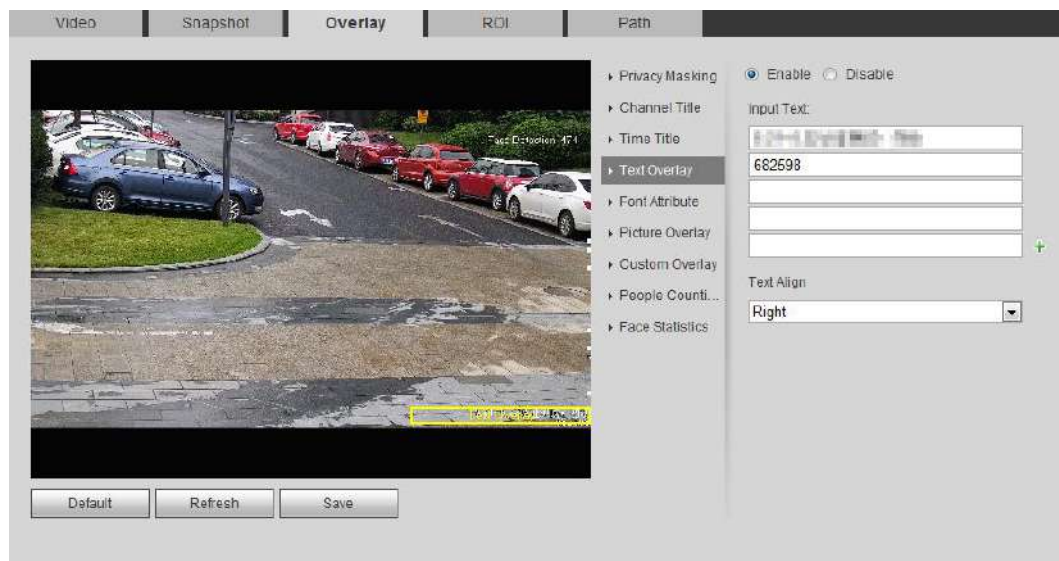 Video Snapshot Overlay ROI Path
Face Detection 474
Privacy Masking
Channel Title
Time Title
Text Overlay
Font Attribute
Picture Overlay
Custom Overlay
People Counti...
Face Statistics
Enable Disable
Input Text:
682598
Text Align
Right
Default Refresh Save